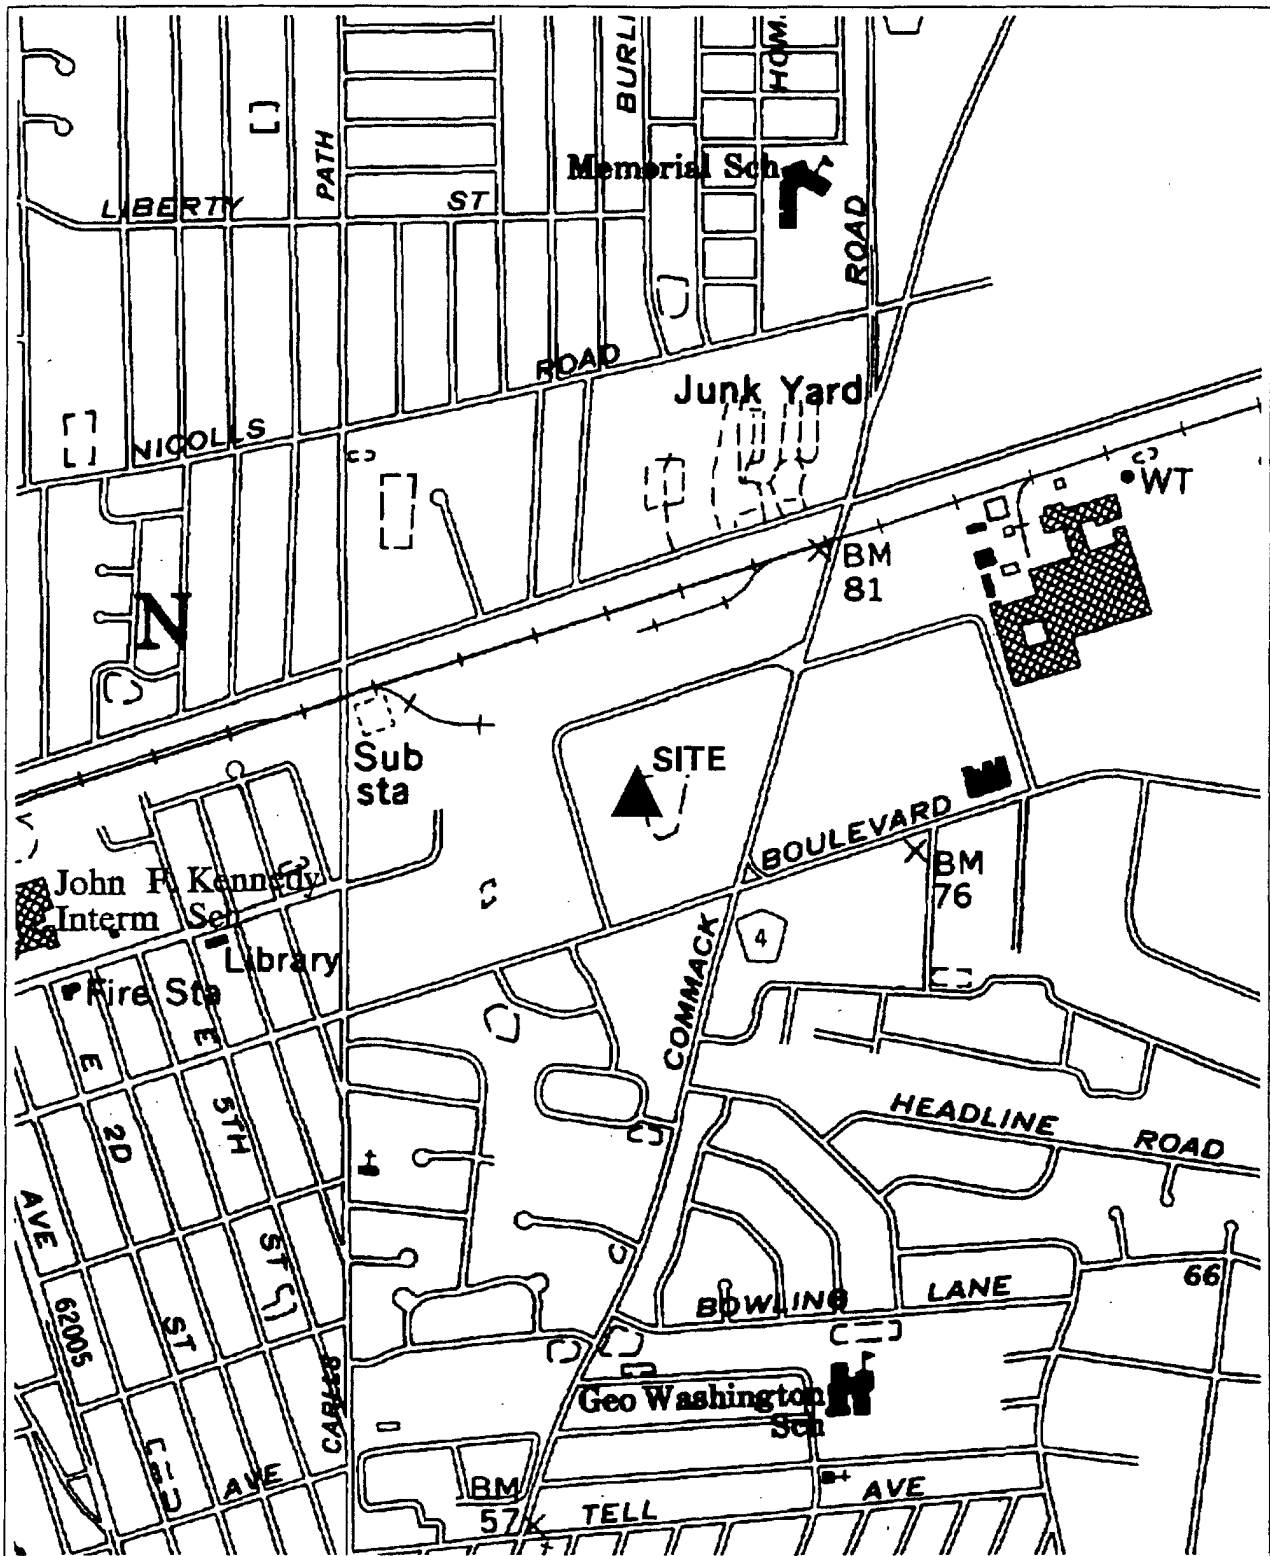 BURLI
HOM
PATH
Memorial Sch
LIBERTY ST
ROAD
ROAD
Junk Yard
NICOLLS
WT
BM
81
N
Sub
sta
SITE
BOULEVARD
BM
76
John F. Kennedy
Interm Sch
4
Library
COMMACK
Fire Sta
E
E
HEADLINE ROAD
2D
5TH
AVE
ST
66
BOWLING LANE
62005
ST
CARLLS
Geo Washington
Sch
AVE
BM
57
TELL AVE